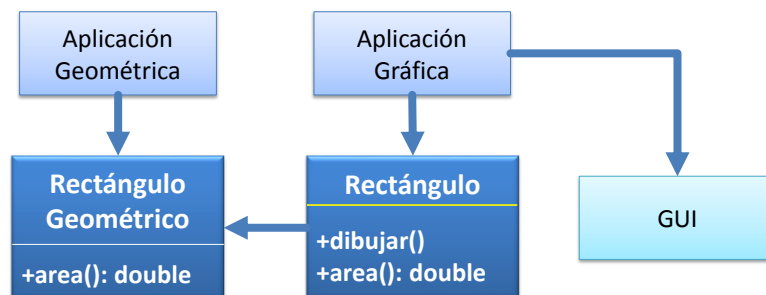 Aplicación
Geométrica
Aplicación
Gráfica
Rectángulo
Geométrico
+area(): double
Rectángulo
+dibujar()
+area(): double
GUI